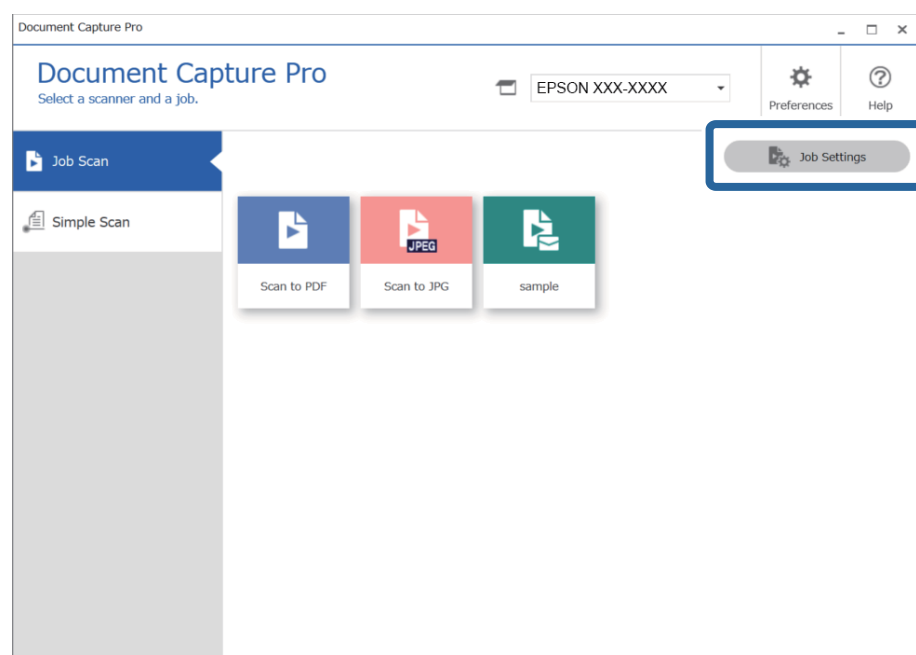 Document Capture Pro
Document Capture Pro
Select a scanner and a job.
EPSON XXX-XXXX
Preferences
Help
Job Scan
Job Settings
Simple Scan
JPEG
Scan to PDF
Scan to JPG
sample